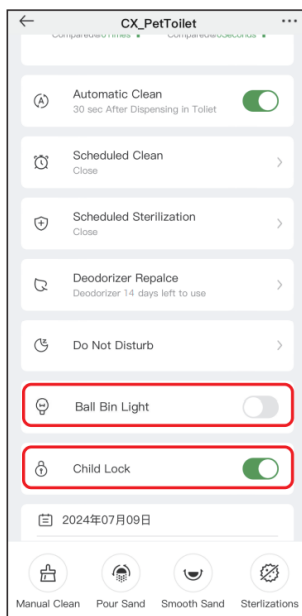 CX_PetToilet
Automatic Clean
30 sec After Dispensing in Toliet
Scheduled Clean
Close
Scheduled Sterilization
Close
Deodorizer Repalce
Deodorizer 14 days left to use
Do Not Disturb
Ball Bin Light
Child Lock
2024年07月09日
Manual Clean Pour Sand Smooth Sand Sterlizations